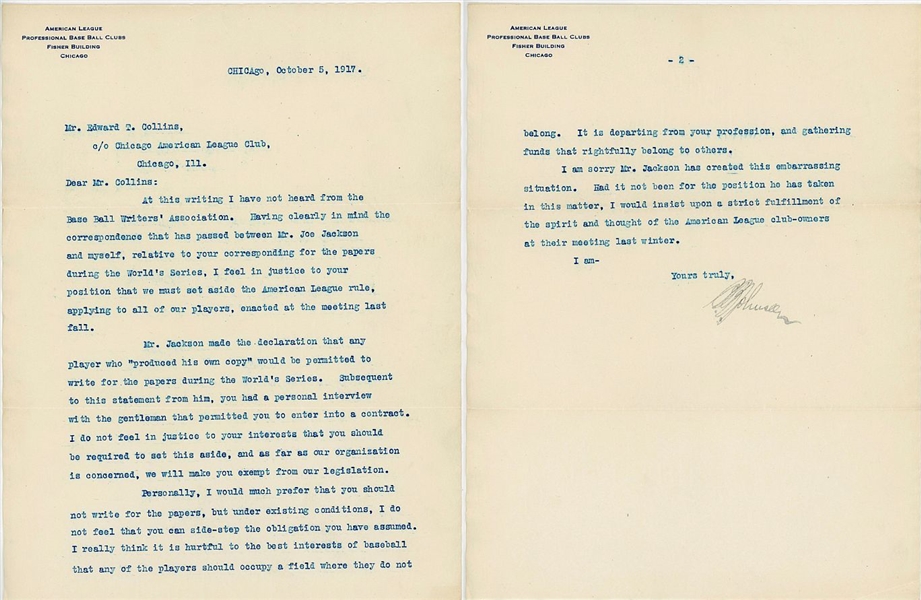 AMERICAN LEAGUE
PROFESSIONAL BASE BALL CLUBS
FISHER BUILDING
CHICAGO
CHICAgo, October 5, 1917.
Mr. Edward T. Collins,
c/o Chicago American League Club,
Chicago, Ill.
Dear Mr. Collins:
At this writing I have not heard from the
Base Ball Writers' Association. Having clearly in mind the
correspondence that has passed between Mr. Joe Jackson
and myself, relative to your corresponding for the papers
during the World's Series, I feel in justice to your
position that we must set aside the American League rule,
applying to all of our players, enacted at the meeting last
fall.
Mr. Jackson made the declaration that any
player who "produced his own copy" would be permitted to
write for the papers during the World's Series. Subsequent
to this statement from him, you had a personal interview
with the gentleman that permitted you to enter into a contract.
I do not feel in justice to your interests that you should
be required to set this aside, and as far as our organization
is concerned, we will make you exempt from our legislation.
Personally, I would much prefer that you should
not write for the papers, but under existing conditions, I do
not feel that you can side-step the obligation you have assumed.
I really think it is hurtful to the best interests of baseball
that any of the players should occupy a field where they do not
AMERICAN LEAGUE
PROFESSIONAL BASE BALL CLUBS
FISHER BUILDING
CHICAGO
- 2 -
belong. It is departing from your profession, and gathering
funds that rightfully belong to others.
I am sorry Mr. Jackson has created this embarrassing
situation. Had it not been for the position he has taken
in this matter, I would insist upon a strict fulfillment of
the spirit and thought of the American League club-owners
at their meeting last winter.
I am-
Yours truly,
B B Johnson